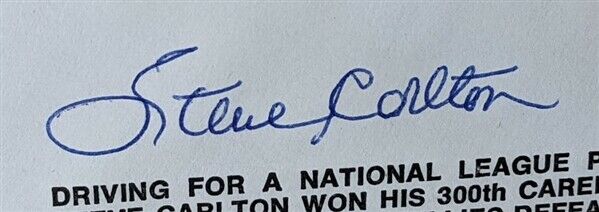 Steve Carlton
DRIVING FOR A NATIONAL LEAGUE
CARLTON WON HIS 300th